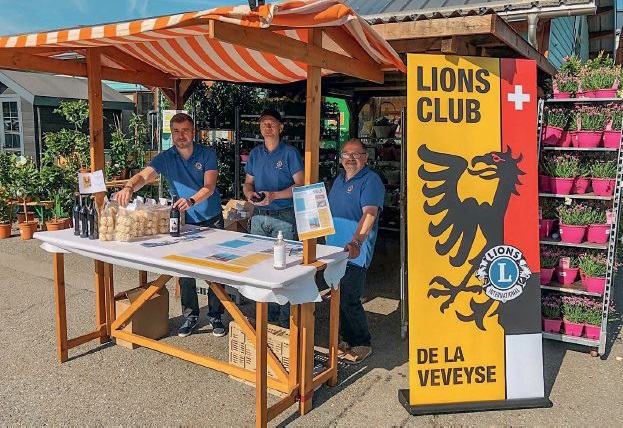 LIONS
CLUB
LIONS
L
INTERNATIONAL
DE LA
VEVEYSE